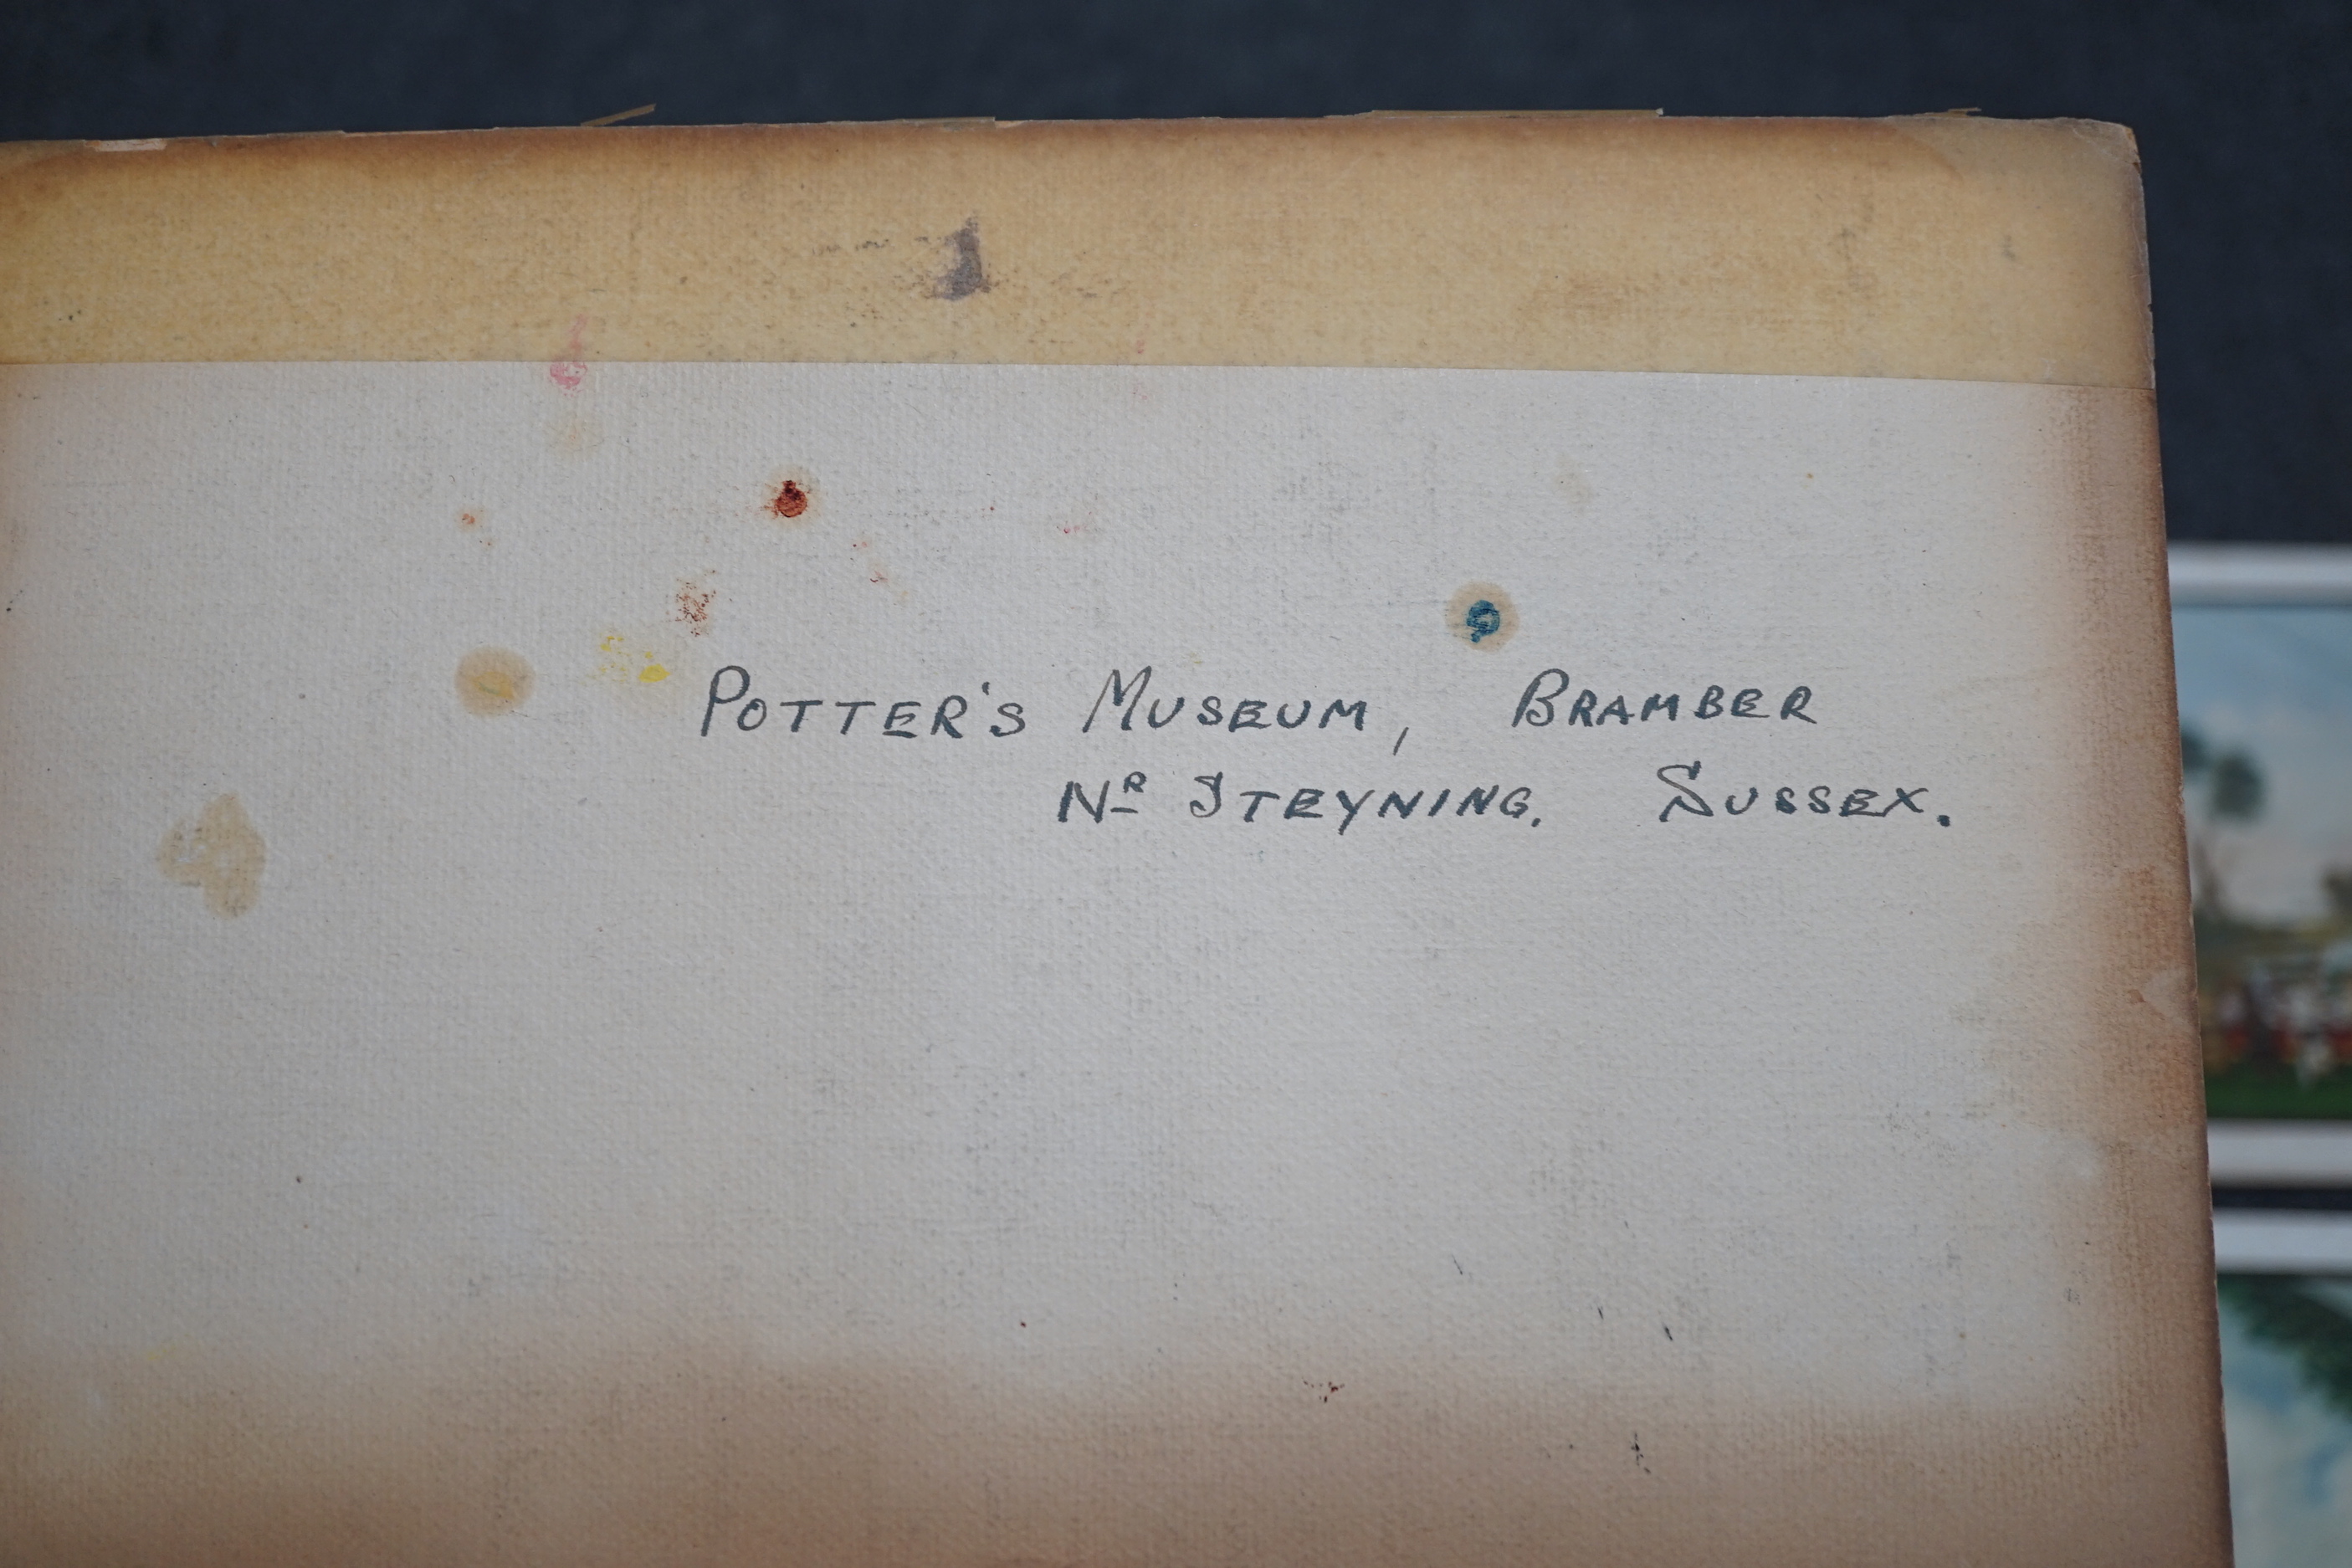 POTTER'S MUSEUM, BRAMBER
NR STEYNING. SUSSEX.